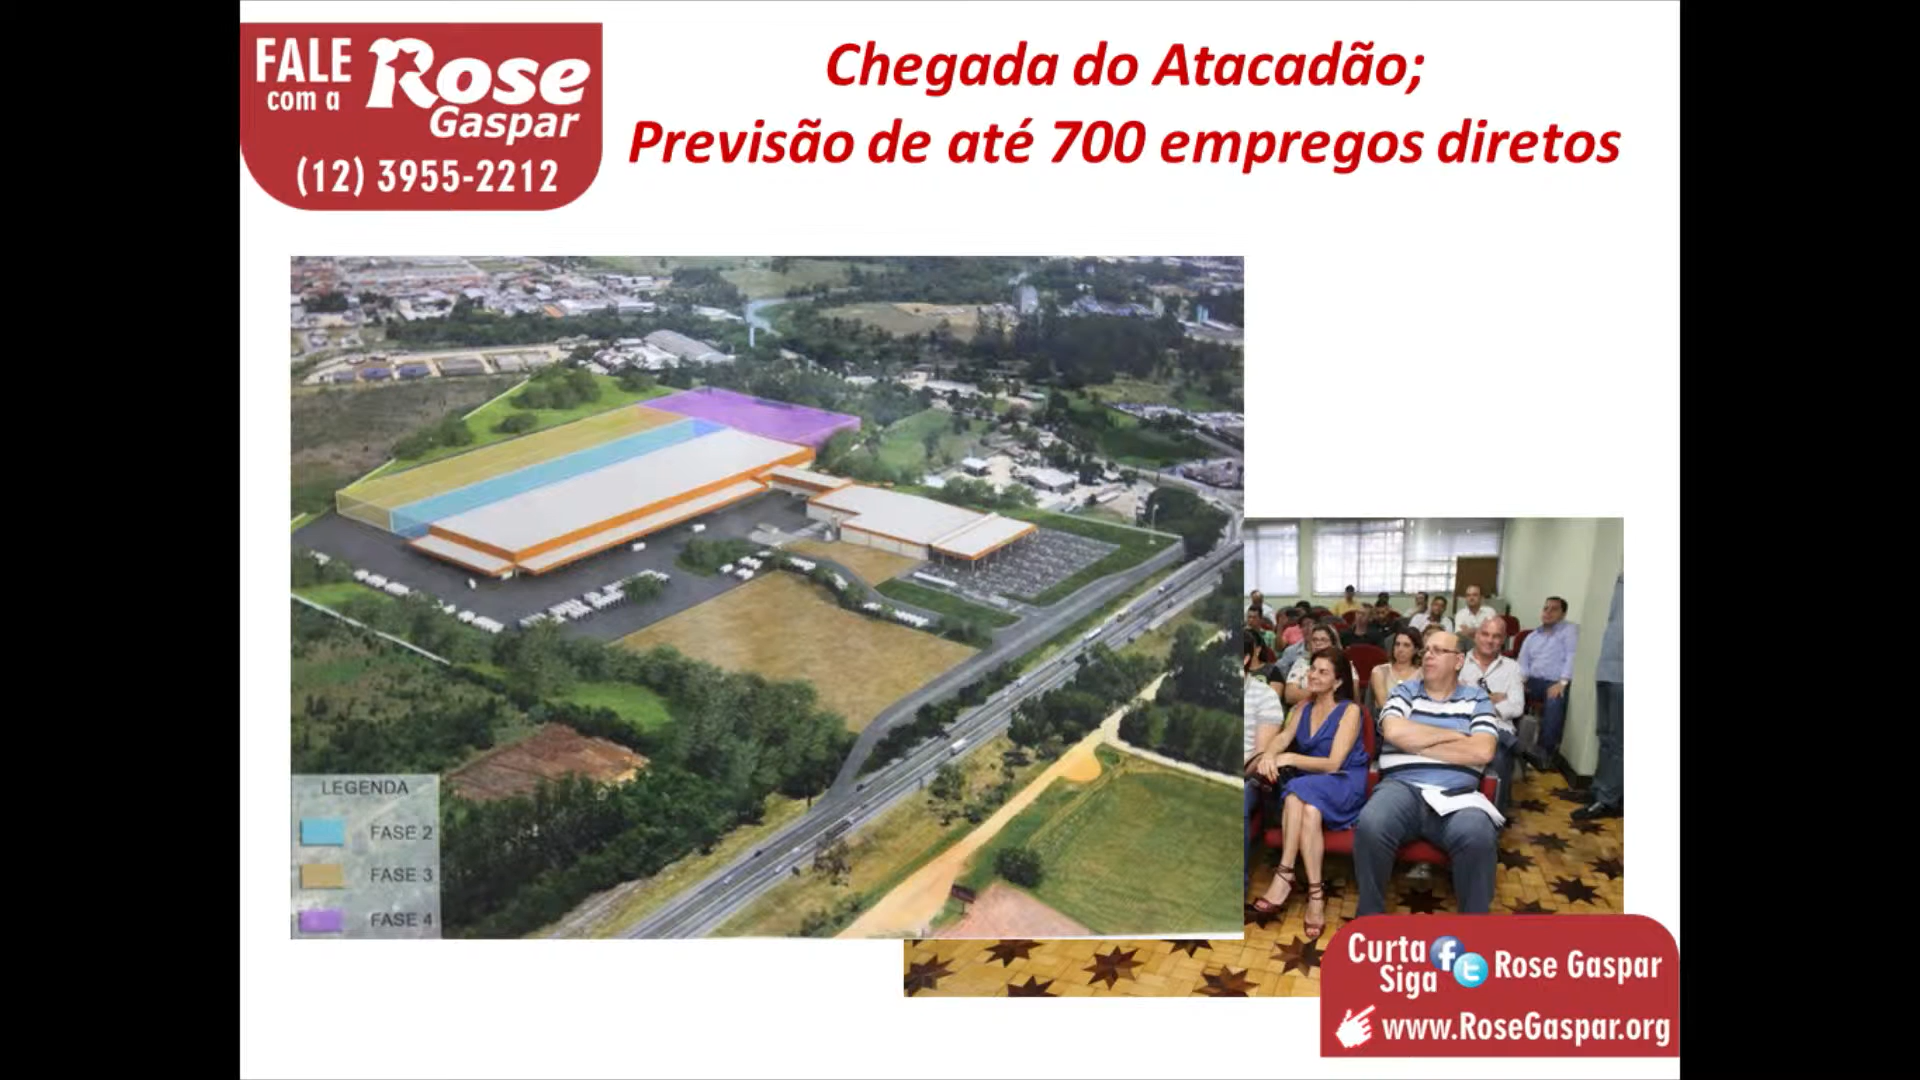 FALE
com a
Rose
Gaspar
(12) 3955-2212
Chegada do Atacadão;
Previsão de até 700 empregos diretos
LEGENDA
FASE 2
FASE 3
FASE 4
Curta
Siga
Rose Gaspar
www.RoseGaspar.org